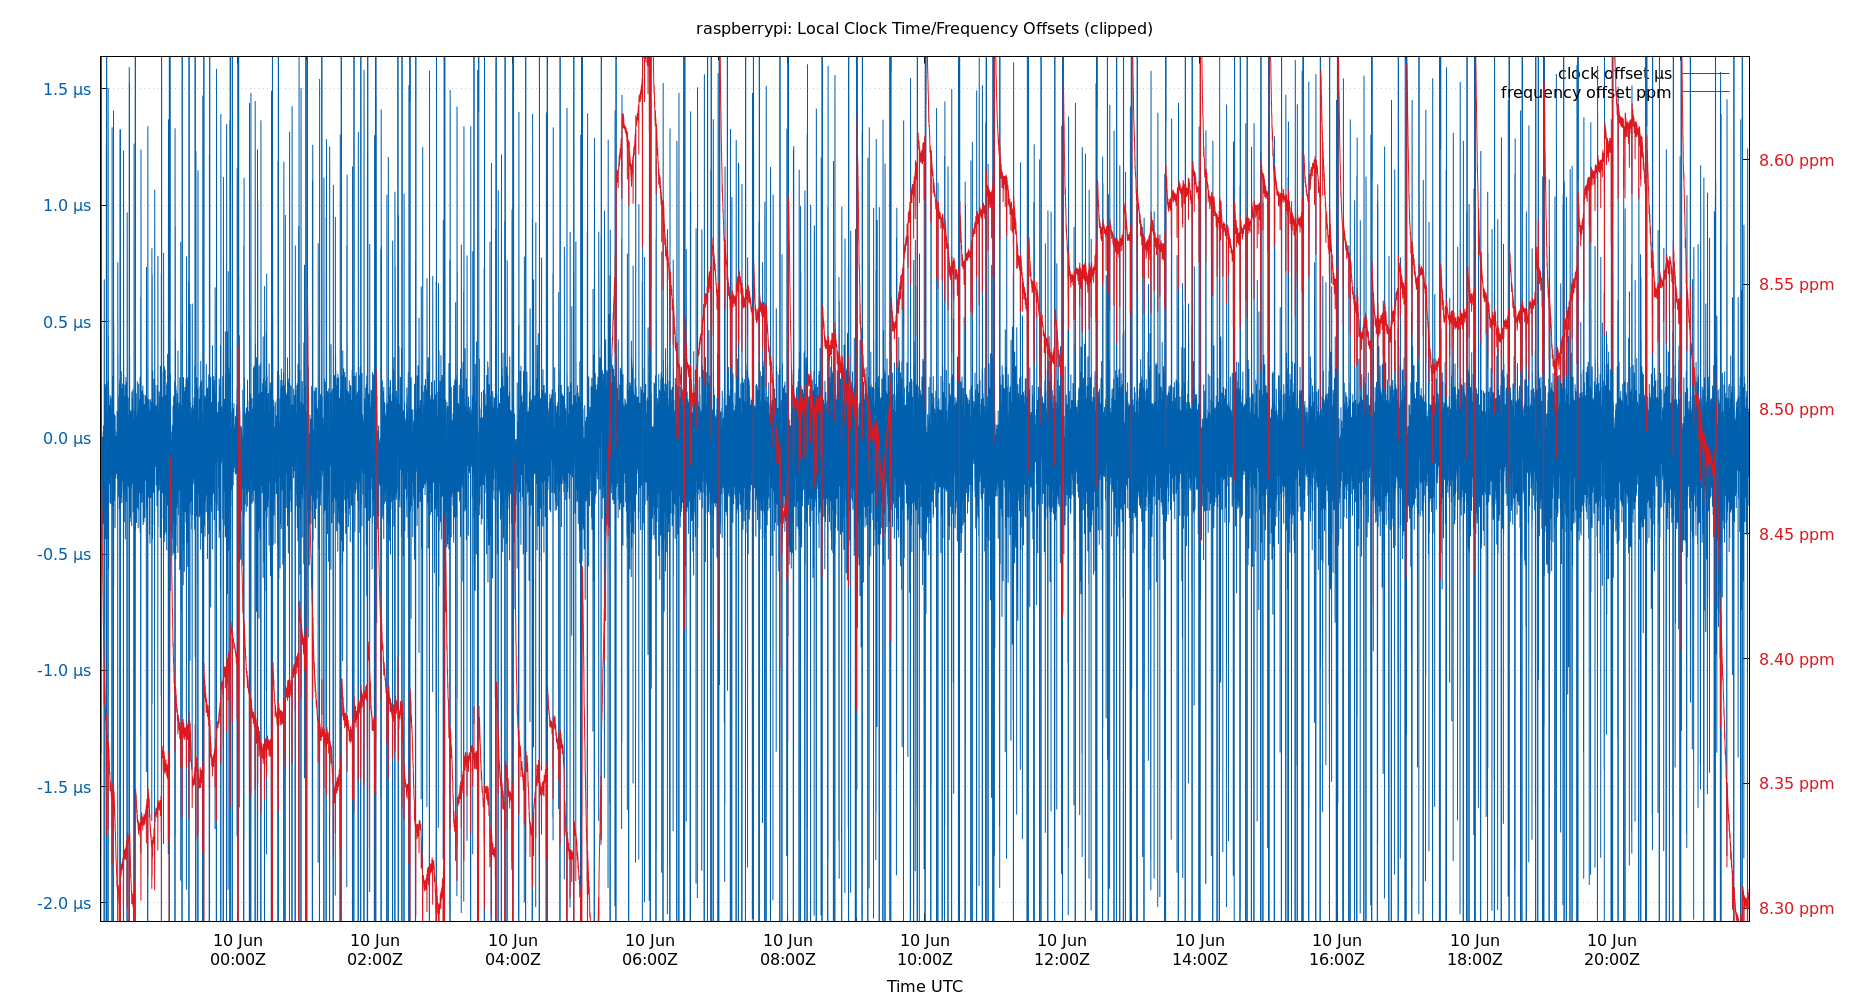 raspberrypi: Local Clock Time/Frequency Offsets (clipped)
clock offset µs
frequency offset ppm
1.5 µs
1.0 µs
0.5 µs
0.0 µs
-0.5 µs
-1.0 µs
-1.5 µs
-2.0 µs
8.60 ppm
8.55 ppm
8.50 ppm
8.45 ppm
8.40 ppm
8.35 ppm
8.30 ppm
10 Jun 10 Jun 10 Jun 10 Jun 10 Jun 10 Jun 10 Jun 10 Jun 10 Jun 10 Jun 10 Jun
00:00Z 02:00Z 04:00Z 06:00Z 08:00Z 10:00Z 12:00Z 14:00Z 16:00Z 18:00Z 20:00Z
Time UTC